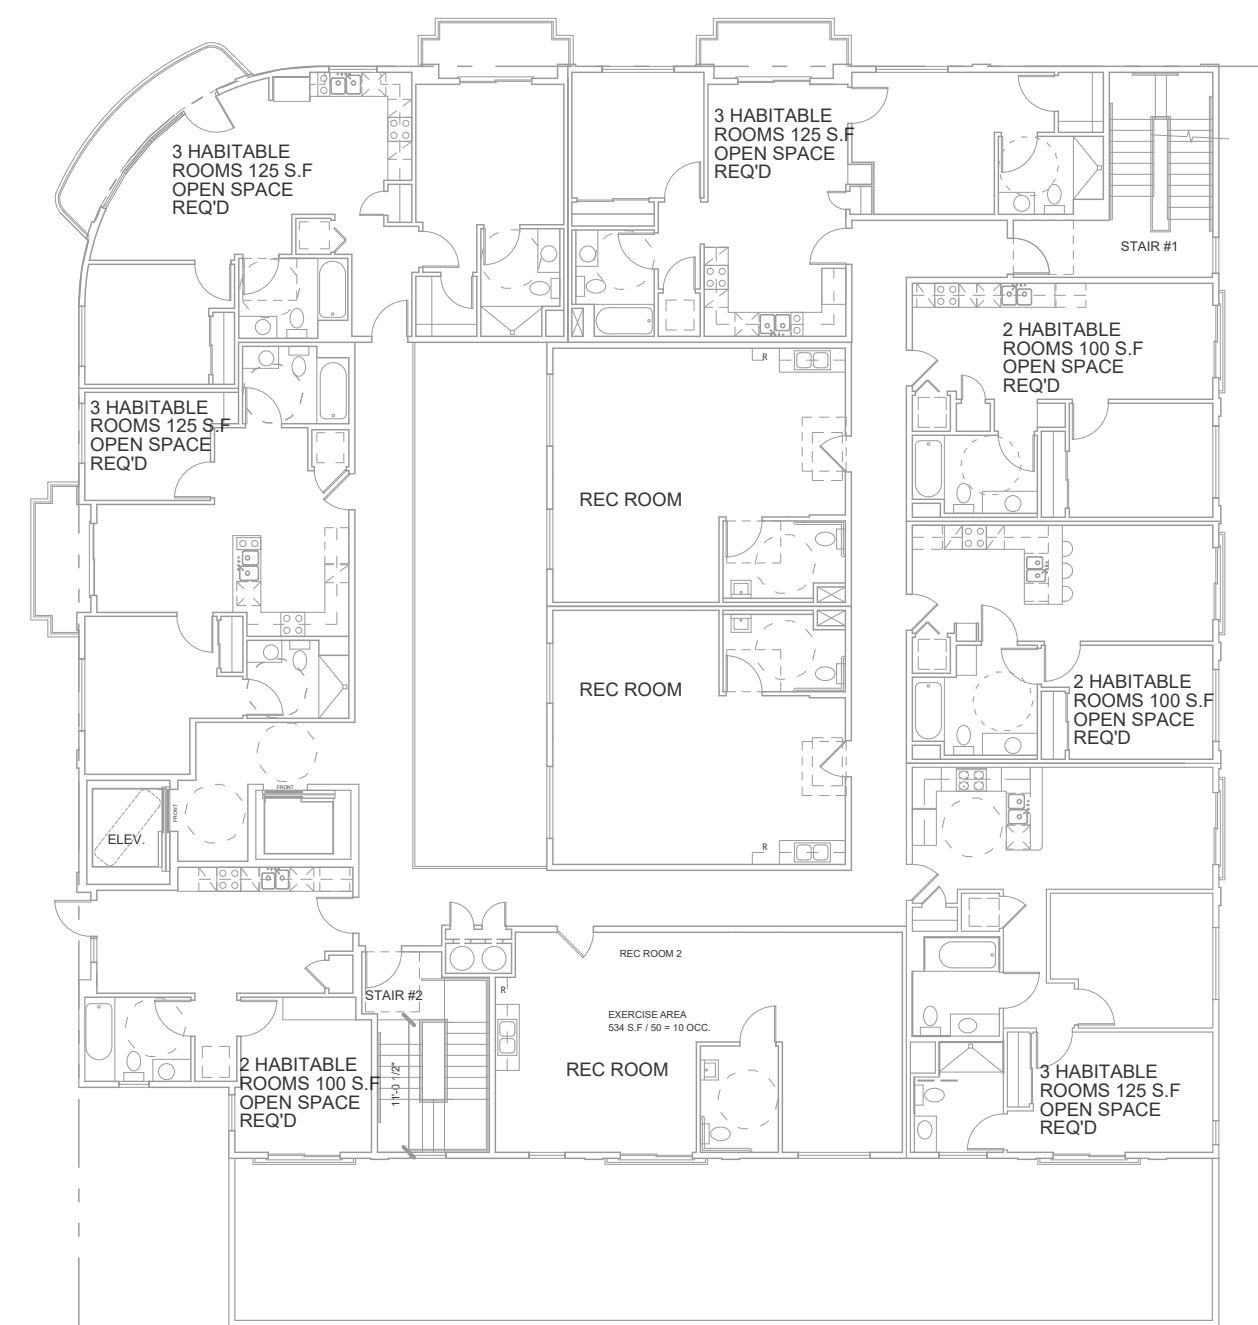 3 HABITABLE
ROOMS 125 S.F
OPEN SPACE
REQ'D
3 HABITABLE
ROOMS 125 S.F
OPEN SPACE
REQ'D
STAIR #1
2 HABITABLE
ROOMS 100 S.F
OPEN SPACE
REQ'D
R
3 HABITABLE
ROOMS 125 S.F
OPEN SPACE
REQ'D
REC ROOM
REC ROOM
2 HABITABLE
ROOMS 100 S.F
OPEN SPACE
REQ'D
FRONT
FRONT
ELEV.
R
REC ROOM 2
STAIR #2
R
EXERCISE AREA
534 S.F / 50 = 10 OCC.
REC ROOM
11'-0 1/2"
2 HABITABLE
ROOMS 100 S.F
OPEN SPACE
REQ'D
3 HABITABLE
ROOMS 125 S.F
OPEN SPACE
REQ'D